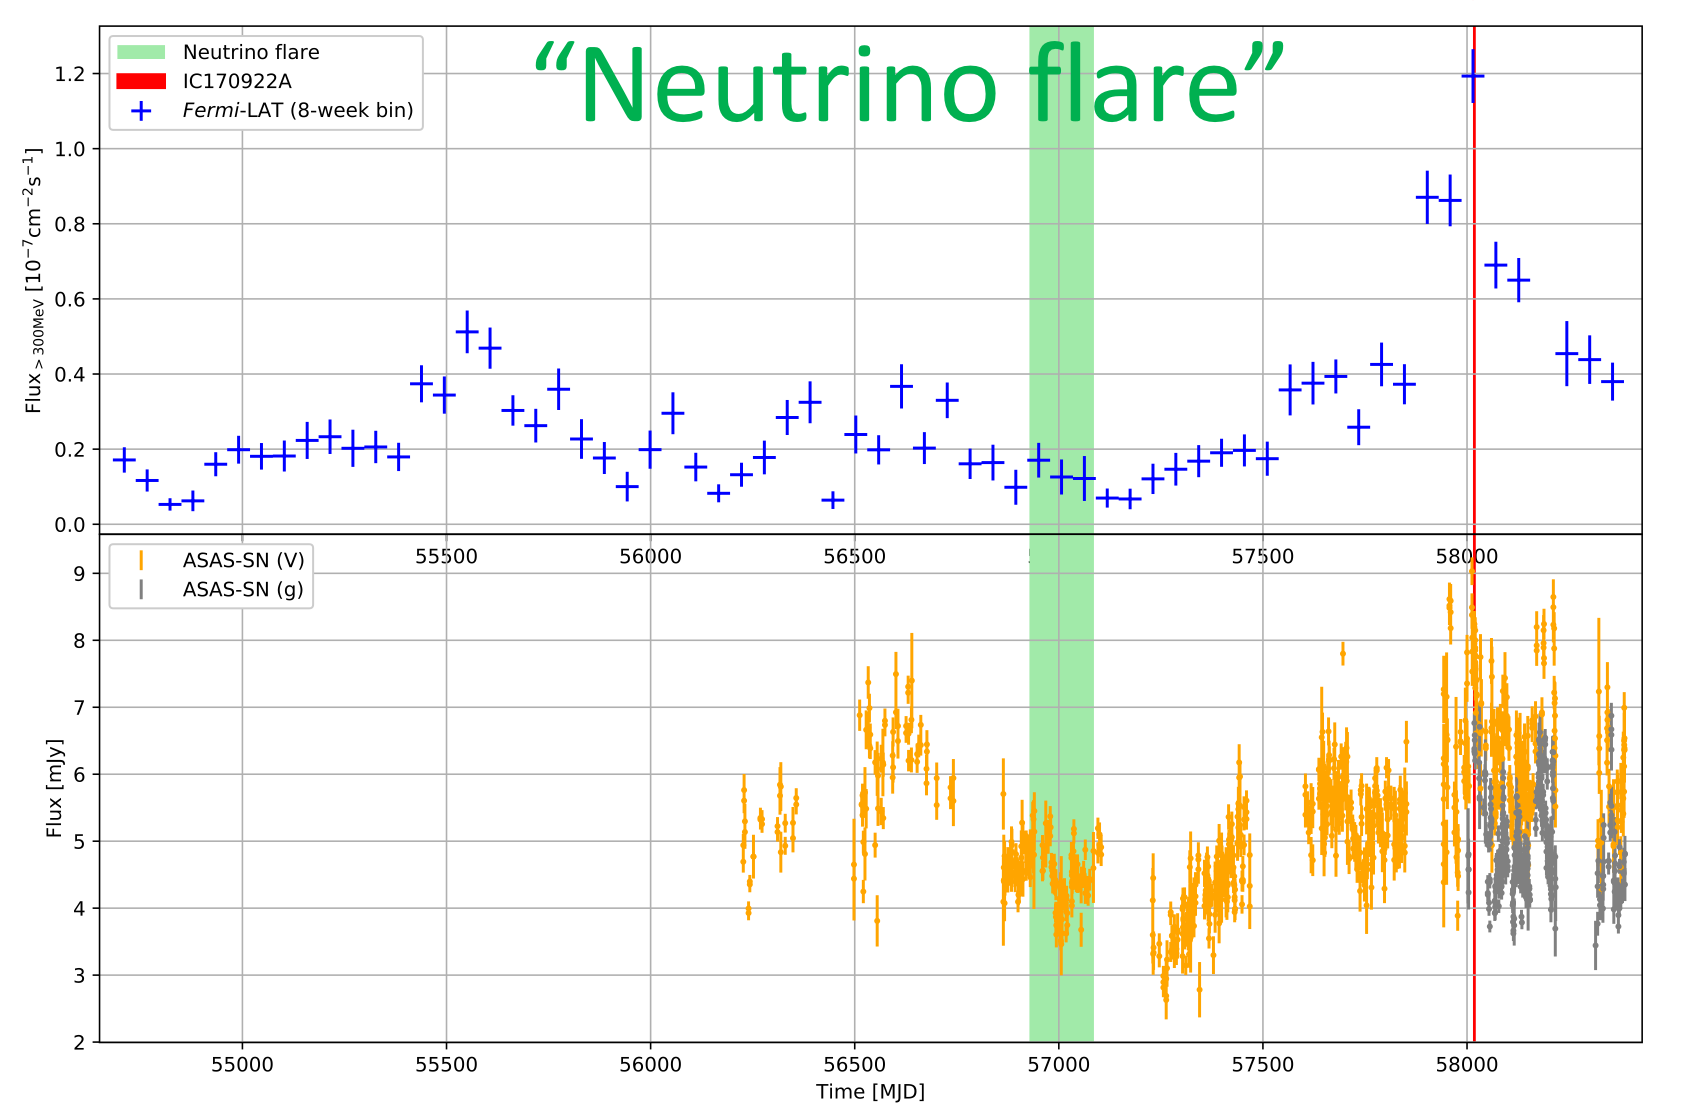 “Neutrino flare”
Neutrino flare
IC170922A
Fermi-LAT (8-week bin)
Flux > 300MeV [10⁻⁷cm⁻²s⁻¹]
1.2
1.0
0.8
0.6
0.4
0.2
0.0
55500 56000 56500 57500 58000
ASAS-SN (V)
ASAS-SN (g)
Flux [mJy]
9
8
7
6
5
4
3
2
55000 55500 56000 56500 57000 57500 58000
Time [MJD]